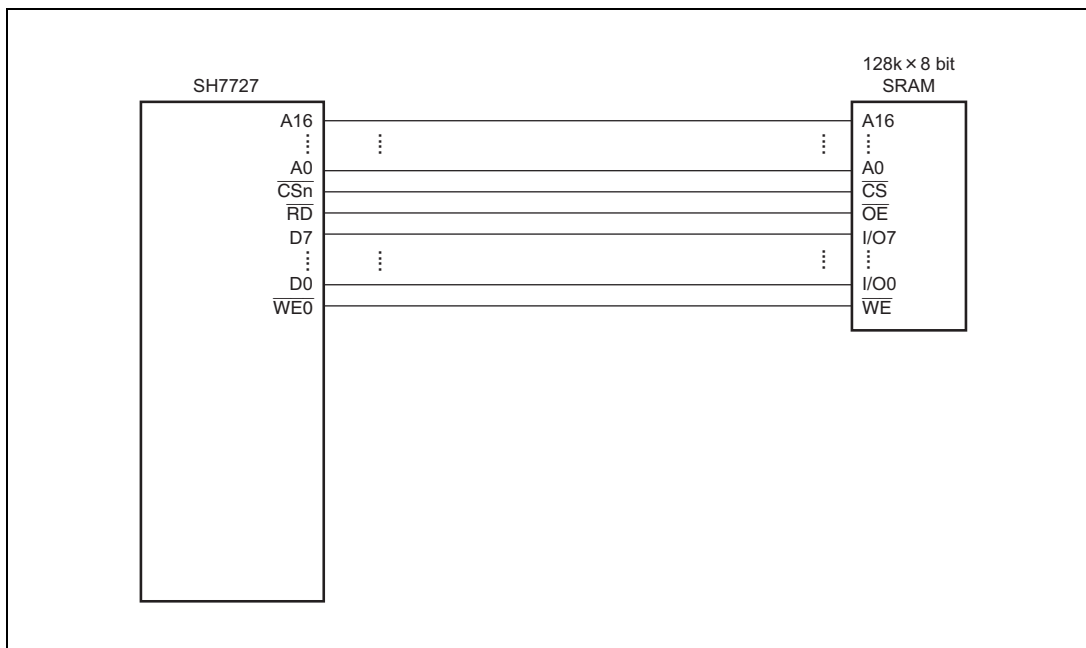 SH7727
A16
A0
CSn
RD
D7
D0
WE0
128k × 8 bit
SRAM
A16
A0
CS
OE
I/O7
I/O0
WE